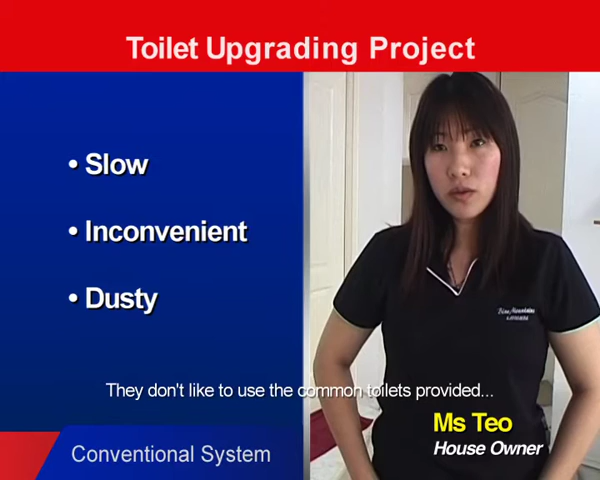 Toilet Upgrading Project
• Slow
• Inconvenient
• Dusty
They don't like to use the common toilets provided...
Ms Teo
House Owner
Conventional System